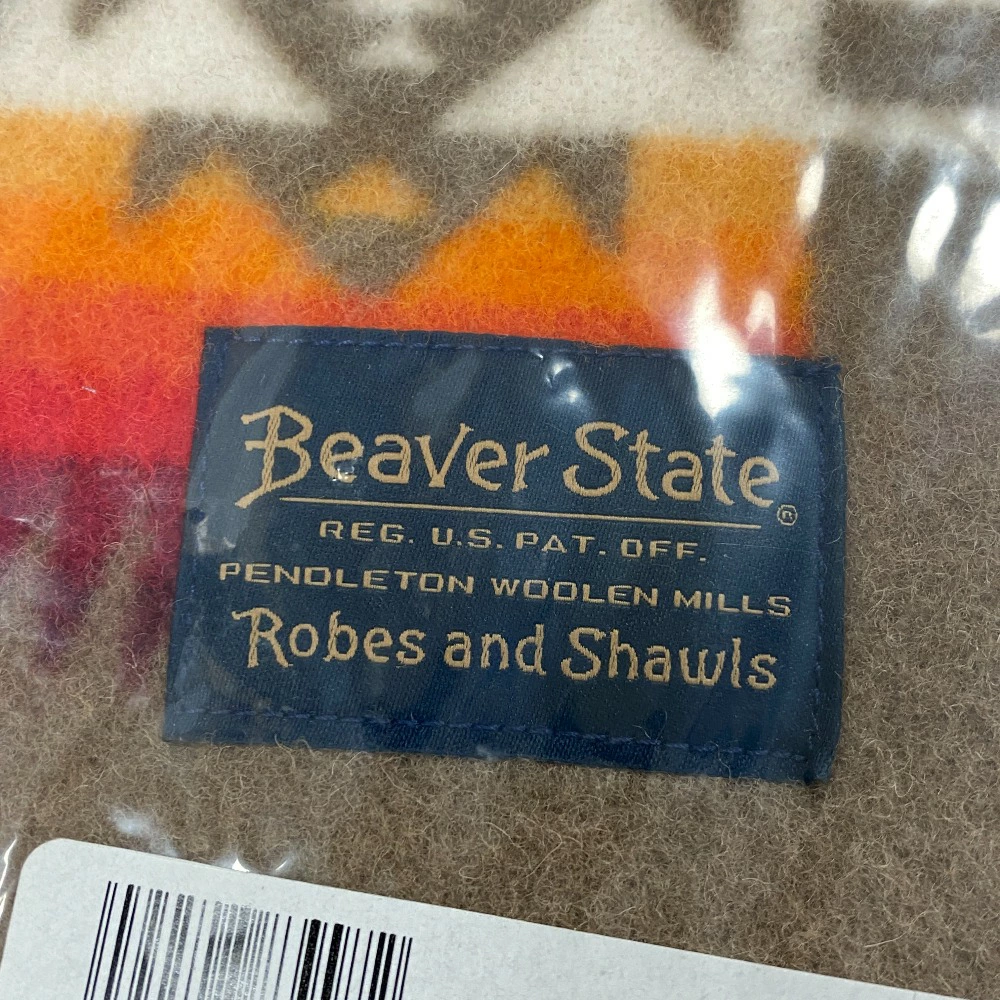 Beaver State®
REG. U.S. PAT. OFF.
PENDLETON WOOLEN MILLS
Robes and Shawls